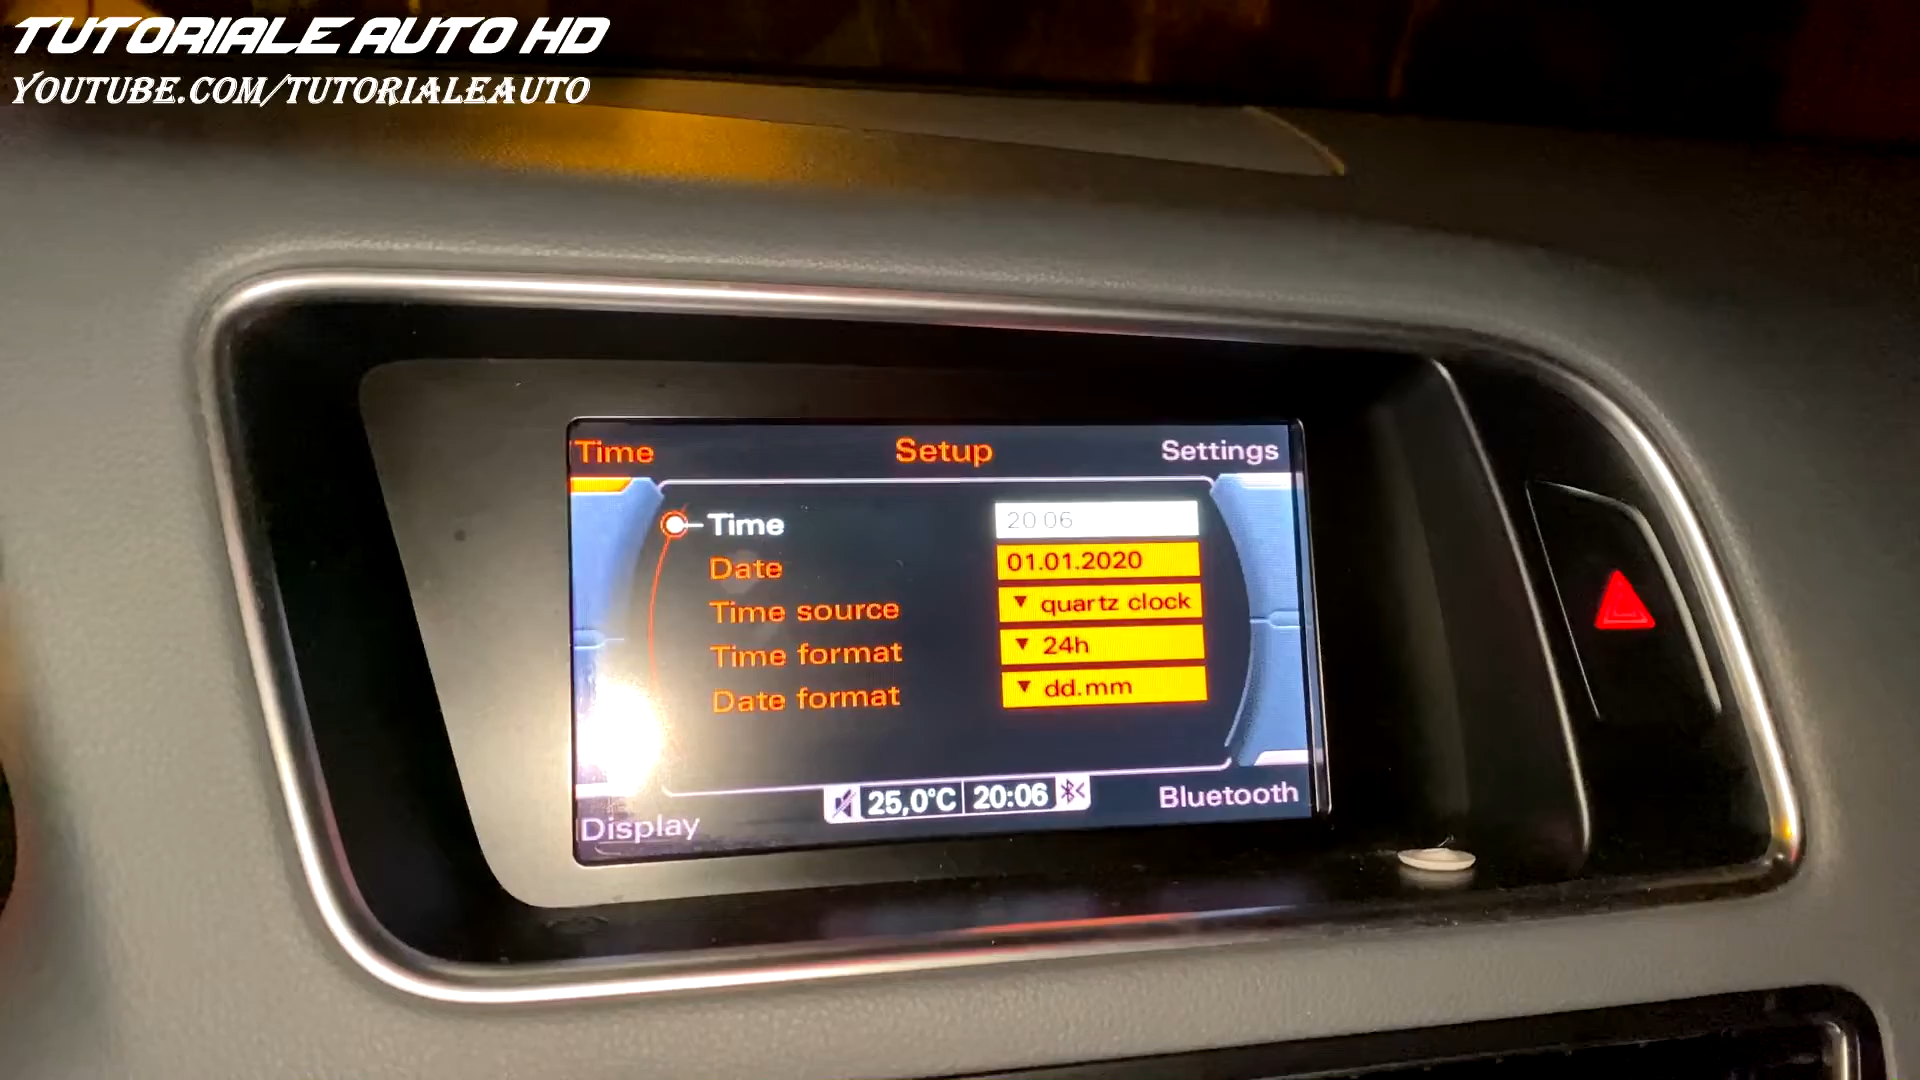 TUTORIALE AUTO HD
YOUTUBE.COM/TUTORIALEAUTO
Time Setup Settings
Time 20 06
Date 01.01.2020
Time source ▼ quartz clock
Time format ▼ 24h
Date format ▼ dd.mm
25,0°C 20:06
Display Bluetooth